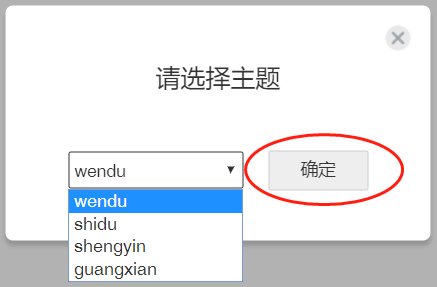 请选择主题
wendu
确定
wendu
shidu
shengyin
guangxian